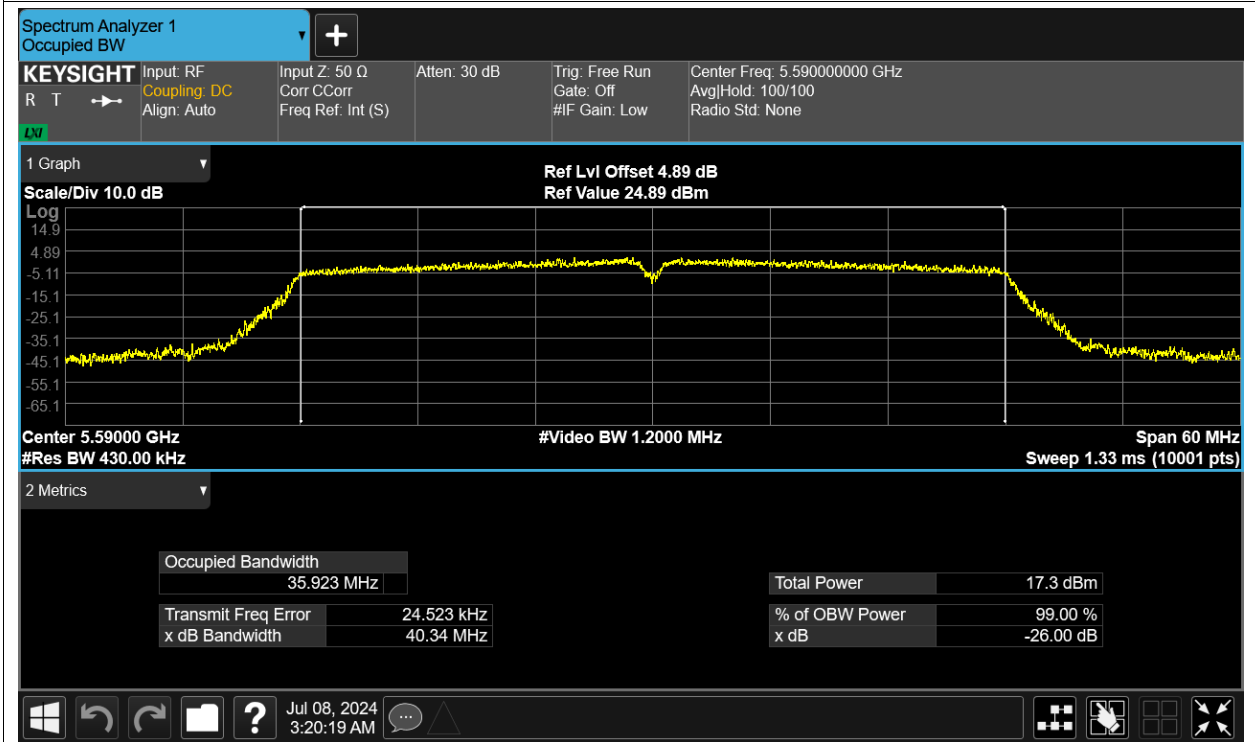 Spectrum Analyzer 1
Occupied BW
KEYSIGHT
R T
LXI
Input: RF
Coupling: DC
Align: Auto
Input Z: 50 Ω
Corr CCorr
Freq Ref: Int (S)
Atten: 30 dB
Trig: Free Run
Gate: Off
#IF Gain: Low
Center Freq: 5.590000000 GHz
Avg|Hold: 100/100
Radio Std: None
1 Graph
Scale/Div 10.0 dB
Ref Lvl Offset 4.89 dB
Ref Value 24.89 dBm
Log
14.9
4.89
-5.11
-15.1
-25.1
-35.1
-45.1
-55.1
-65.1
Center 5.59000 GHz
#Video BW 1.2000 MHz
Span 60 MHz
#Res BW 430.00 kHz
Sweep 1.33 ms (10001 pts)
2 Metrics
Occupied Bandwidth
35.923 MHz
Total Power 17.3 dBm
Transmit Freq Error 24.523 kHz
% of OBW Power 99.00 %
x dB Bandwidth 40.34 MHz
x dB -26.00 dB
?
Jul 08, 2024
3:20:19 AM